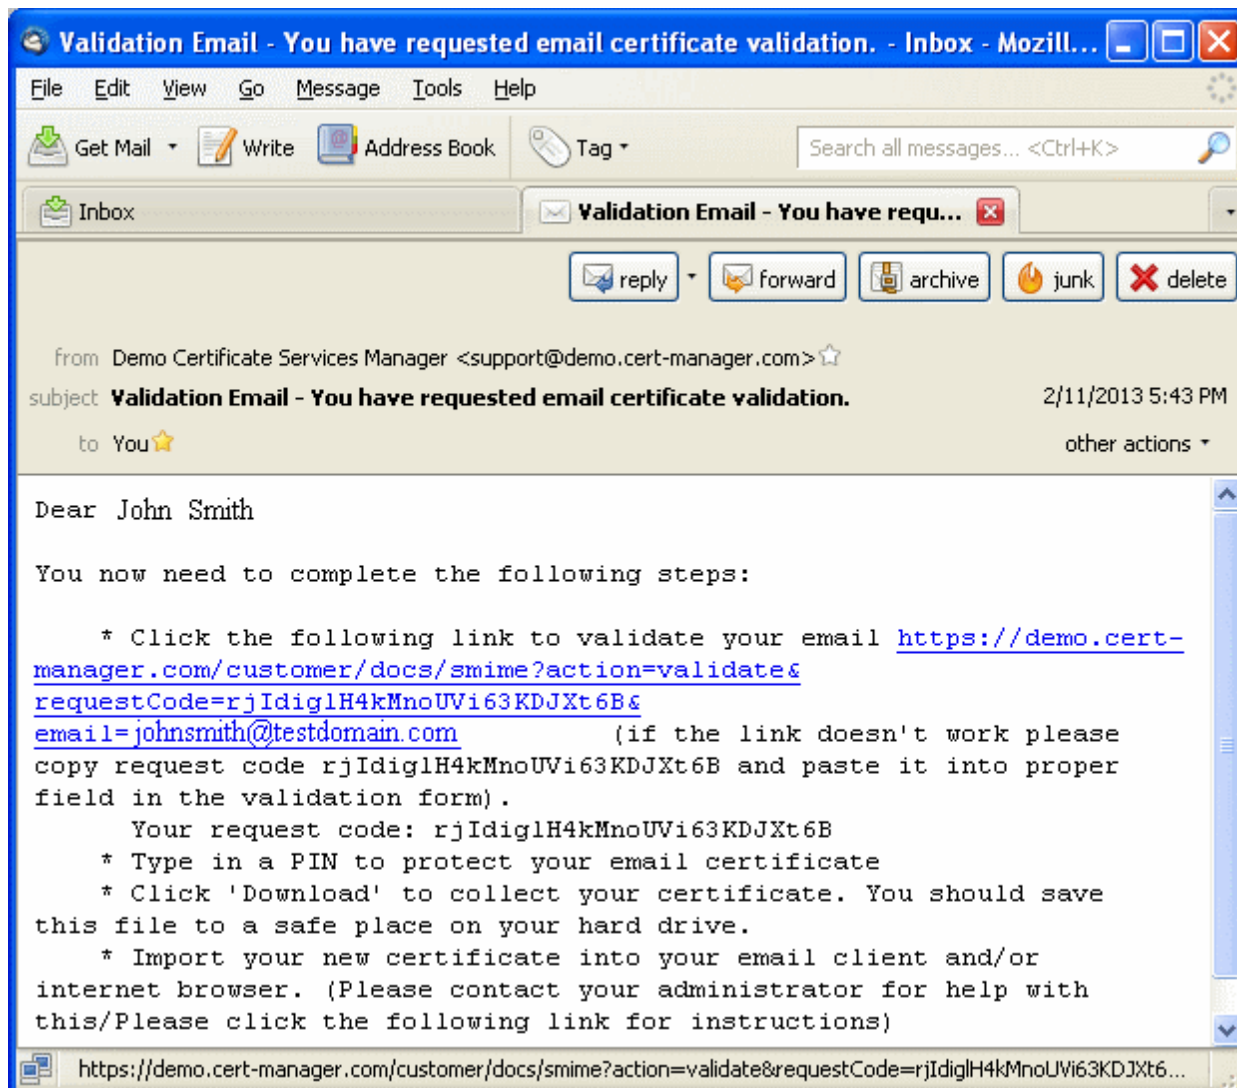 Validation Email - You have requested email certificate validation. - Inbox - Mozill...
File Edit View Go Message Tools Help
Get Mail Write Address Book Tag Search all messages... <Ctrl+K>
Inbox Validation Email - You have requ...
reply forward archive junk delete
from Demo Certificate Services Manager <support@demo.cert-manager.com>
subject Validation Email - You have requested email certificate validation. 2/11/2013 5:43 PM
to You other actions
Dear John Smith
You now need to complete the following steps:
* Click the following link to validate your email https://demo.cert-
manager.com/customer/docs/smime?action=validate&
requestCode=rjIdiglH4kMnoUVi63KDJXt6B&
email=johnsmith@testdomain.com (if the link doesn't work please
copy request code rjIdiglH4kMnoUVi63KDJXt6B and paste it into proper
field in the validation form).
Your request code: rjIdiglH4kMnoUVi63KDJXt6B
* Type in a PIN to protect your email certificate
* Click 'Download' to collect your certificate. You should save
this file to a safe place on your hard drive.
* Import your new certificate into your email client and/or
internet browser. (Please contact your administrator for help with
this/Please click the following link for instructions)
https://demo.cert-manager.com/customer/docs/smime?action=validate&requestCode=rjIdiglH4kMnoUVi63KDJXt6...